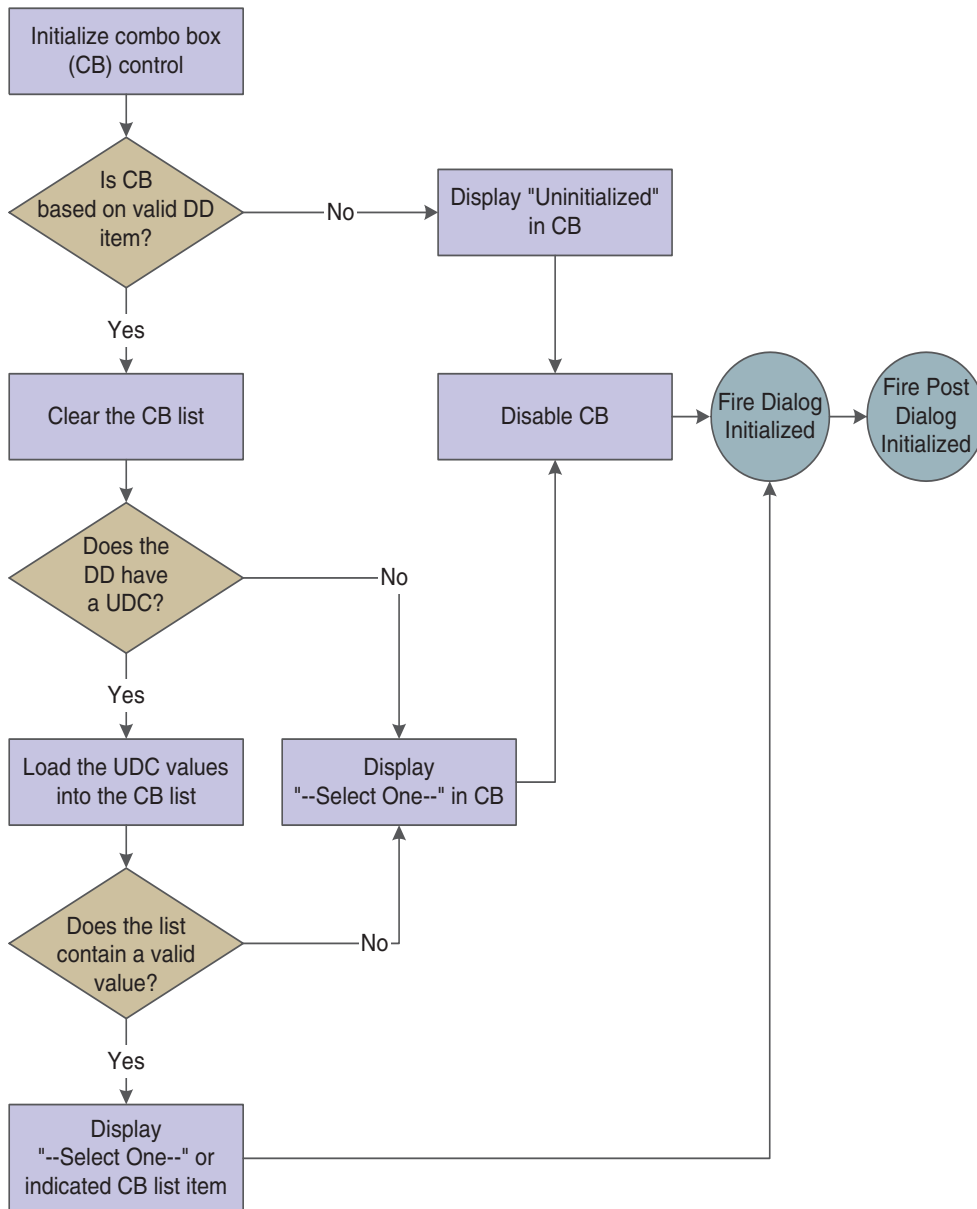 Initialize combo box
(CB) control
Is CB
based on valid DD
item?
No
Display "Uninitialized"
in CB
Yes
Clear the CB list
Disable CB
Fire Dialog
Initialized
Fire Post
Dialog
Initialized
Does the
DD have
a UDC?
No
Yes
Load the UDC values
into the CB list
Display
"--Select One--" in CB
Does the list
contain a valid
value?
No
Yes
Display
"--Select One--" or
indicated CB list item